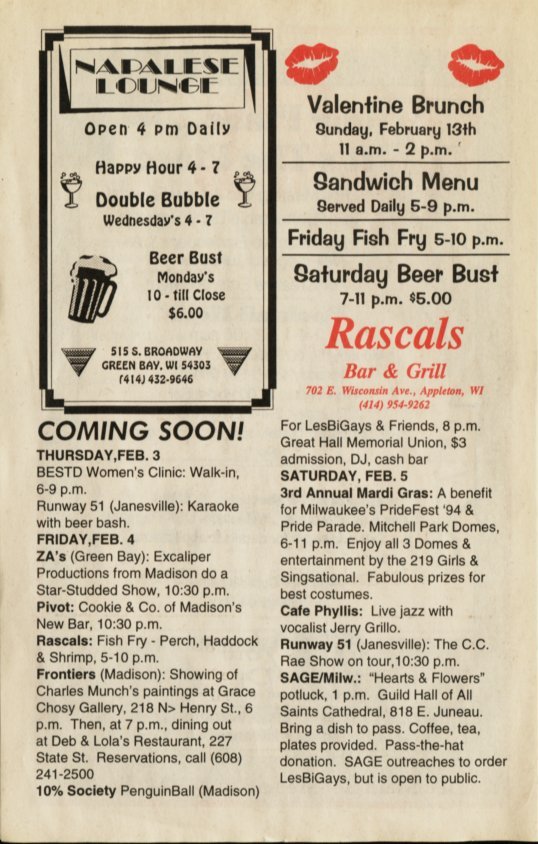 NAPALESE
LOUNGE
Open 4 pm Daily
Happy Hour 4 - 7
Double Bubble
Wednesday's 4 - 7
Beer Bust
Monday's
10 - till Close
$6.00
515 S. BROADWAY
GREEN BAY, WI 54303
(414) 432-9646
Valentine Brunch
Sunday, February 13th
11 a.m. - 2 p.m.
Sandwich Menu
Served Daily 5-9 p.m.
Friday Fish Fry 5-10 p.m.
Saturday Beer Bust
7-11 p.m. $5.00
Rascals
Bar & Grill
702 E. Wisconsin Ave., Appleton, WI
(414) 954-9262
COMING SOON!
THURSDAY,FEB. 3
BESTD Women's Clinic: Walk-in,
6-9 p.m.
Runway 51 (Janesville): Karaoke
with beer bash.
FRIDAY,FEB. 4
ZA's (Green Bay): Excaliper
Productions from Madison do a
Star-Studded Show, 10:30 p.m.
Pivot: Cookie & Co. of Madison's
New Bar, 10:30 p.m.
Rascals: Fish Fry - Perch, Haddock
& Shrimp, 5-10 p.m.
Frontiers (Madison): Showing of
Charles Munch's paintings at Grace
Chosy Gallery, 218 N> Henry St., 6
p.m. Then, at 7 p.m., dining out
at Deb & Lola's Restaurant, 227
State St. Reservations, call (608)
241-2500
10% Society PenguinBall (Madison)
For LesBiGays & Friends, 8 p.m.
Great Hall Memorial Union, $3
admission, DJ, cash bar
SATURDAY, FEB. 5
3rd Annual Mardi Gras: A benefit
for Milwaukee's PrideFest '94 &
Pride Parade. Mitchell Park Domes,
6-11 p.m. Enjoy all 3 Domes &
entertainment by the 219 Girls &
Singsational. Fabulous prizes for
best costumes.
Cafe Phyllis: Live jazz with
vocalist Jerry Grillo.
Runway 51 (Janesville): The C.C.
Rae Show on tour,10:30 p.m.
SAGE/Milw.: "Hearts & Flowers"
potluck, 1 p.m. Guild Hall of All
Saints Cathedral, 818 E. Juneau.
Bring a dish to pass. Coffee, tea,
plates provided. Pass-the-hat
donation. SAGE outreaches to order
LesBiGays, but is open to public.